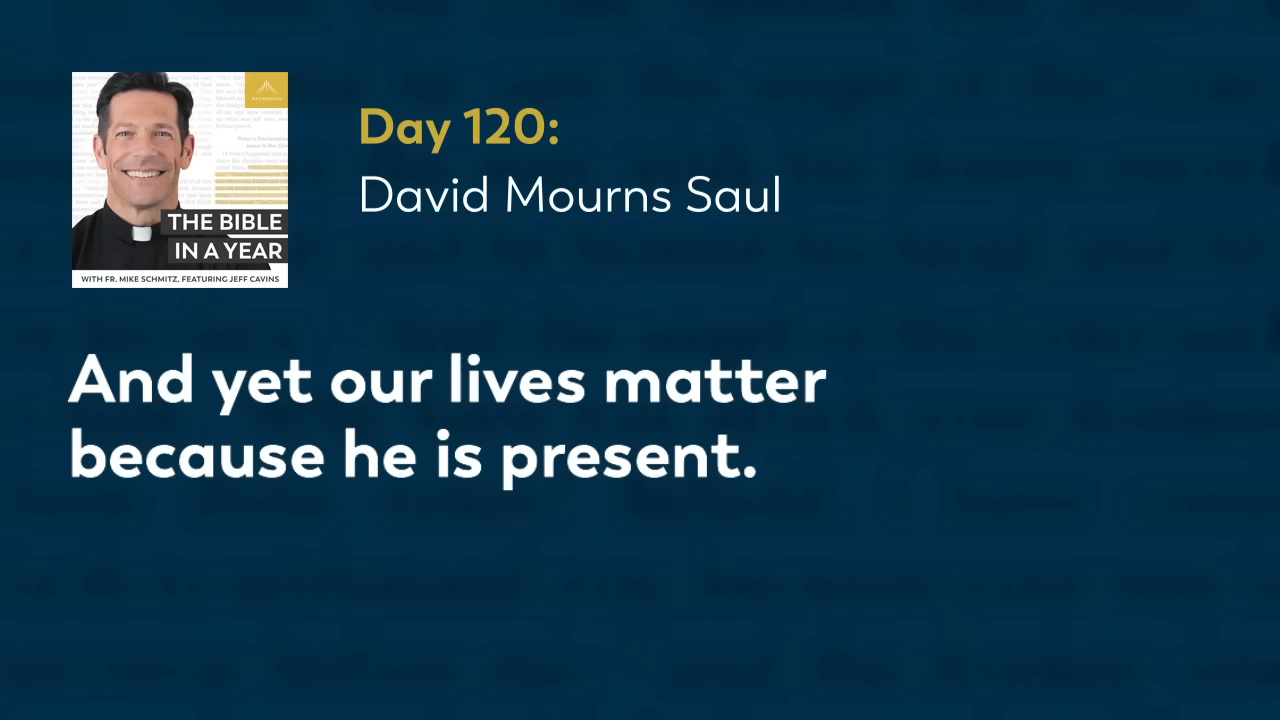 Day 120:
David Mourns Saul
ASCENSION
THE BIBLE
IN A YEAR
WITH FR. MIKE SCHMITZ, FEATURING JEFF CAVINS
And yet our lives matter
because he is present.